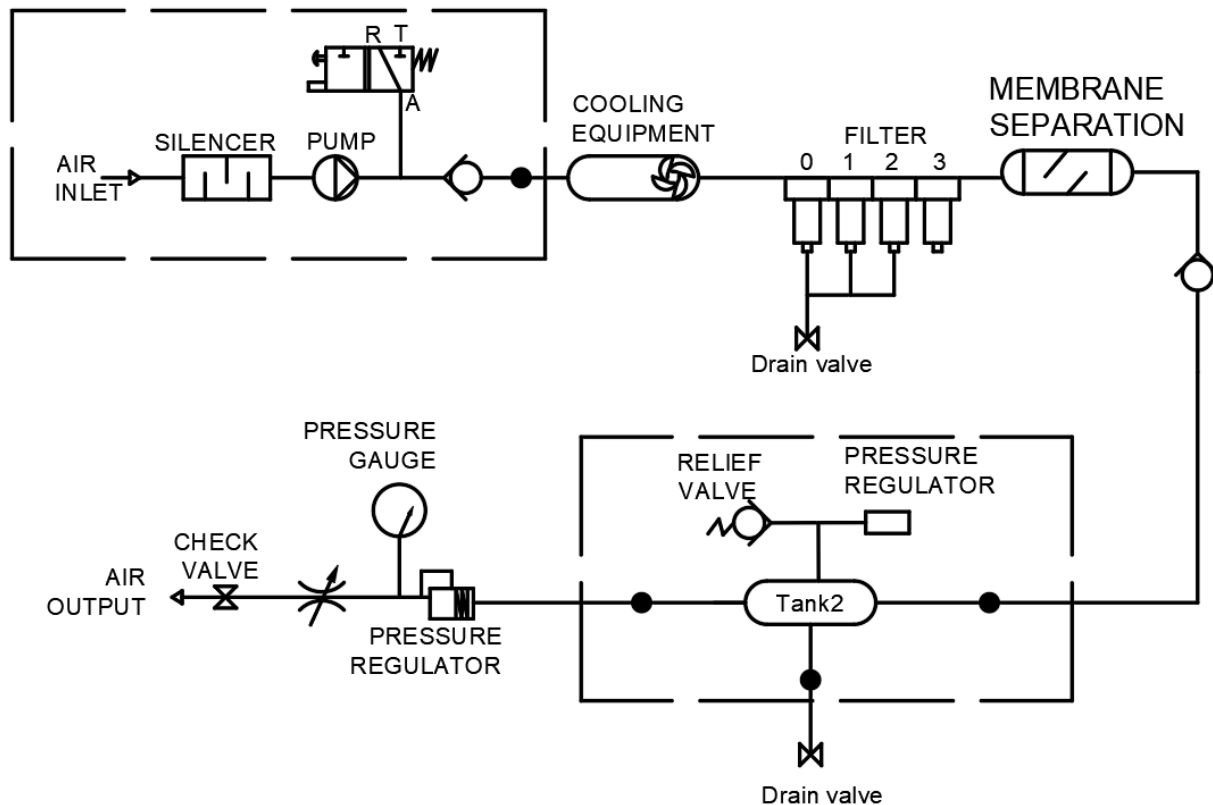 R T
A
SILENCER
PUMP
AIR
INLET
COOLING
EQUIPMENT
FILTER
0 1 2 3
MEMBRANE
SEPARATION
Drain valve
PRESSURE
GAUGE
CHECK
VALVE
AIR
OUTPUT
PRESSURE
REGULATOR
RELIEF
VALVE
PRESSURE
REGULATOR
Tank2
Drain valve